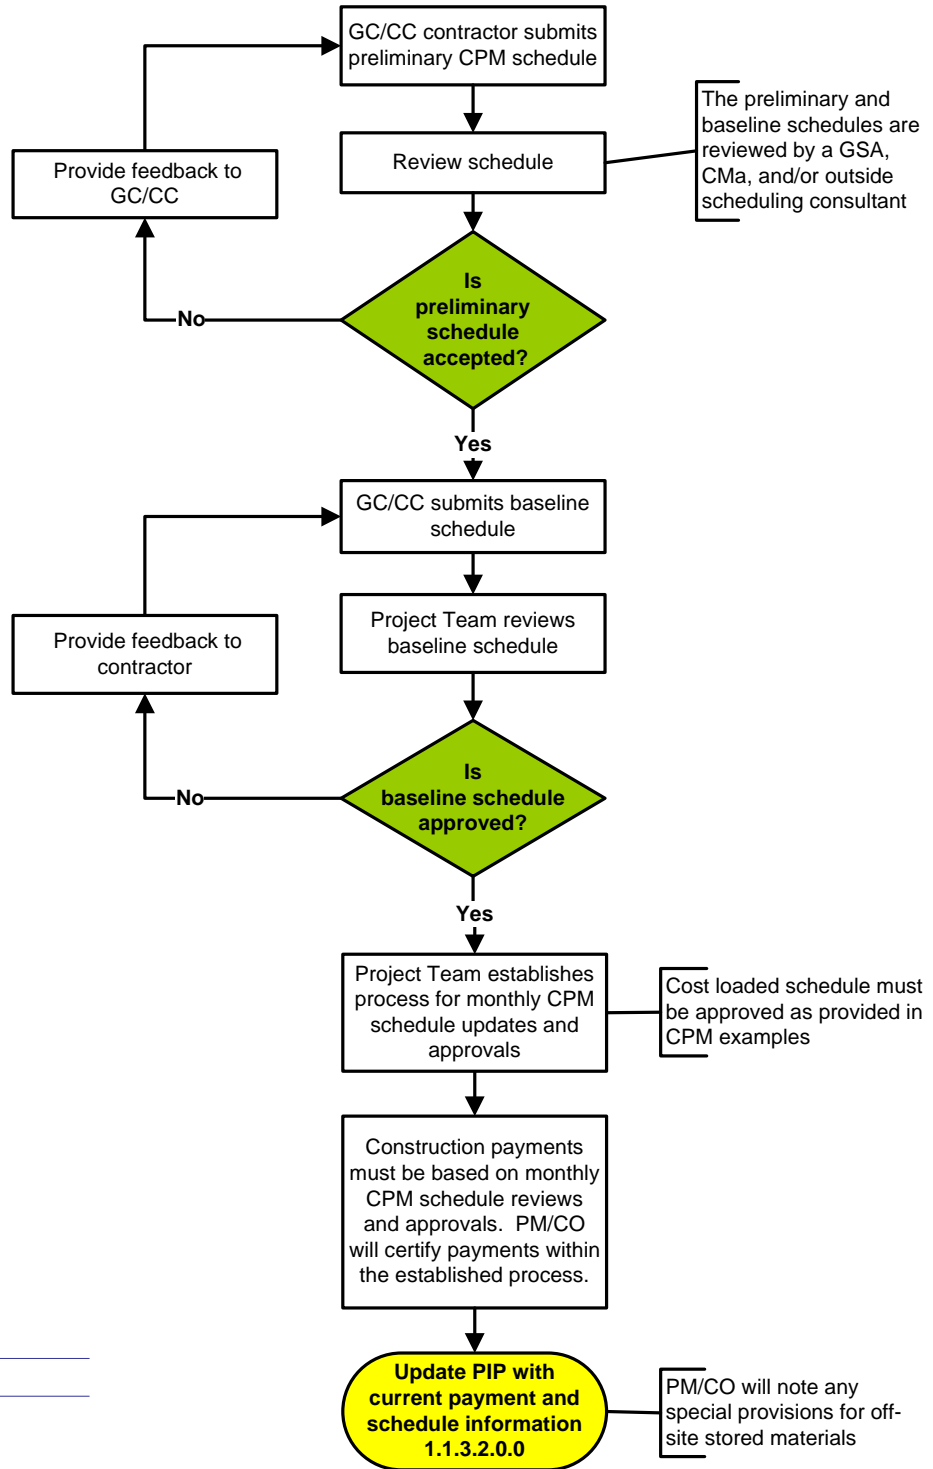 GC/CC contractor submits
preliminary CPM schedule
The preliminary and
baseline schedules are
reviewed by a GSA,
CMa, and/or outside
scheduling consultant
Review schedule
Provide feedback to
GC/CC
Is
preliminary
schedule
accepted?
No
Yes
GC/CC submits baseline
schedule
Project Team reviews
baseline schedule
Provide feedback to
contractor
Is
baseline schedule
approved?
No
Yes
Project Team establishes
process for monthly CPM
schedule updates and
approvals
Cost loaded schedule must
be approved as provided in
CPM examples
Construction payments
must be based on monthly
CPM schedule reviews
and approvals.  PM/CO
will certify payments within
the established process.
Update PIP with
current payment and
schedule information
1.1.3.2.0.0
PM/CO will note any
special provisions for off-
site stored materials